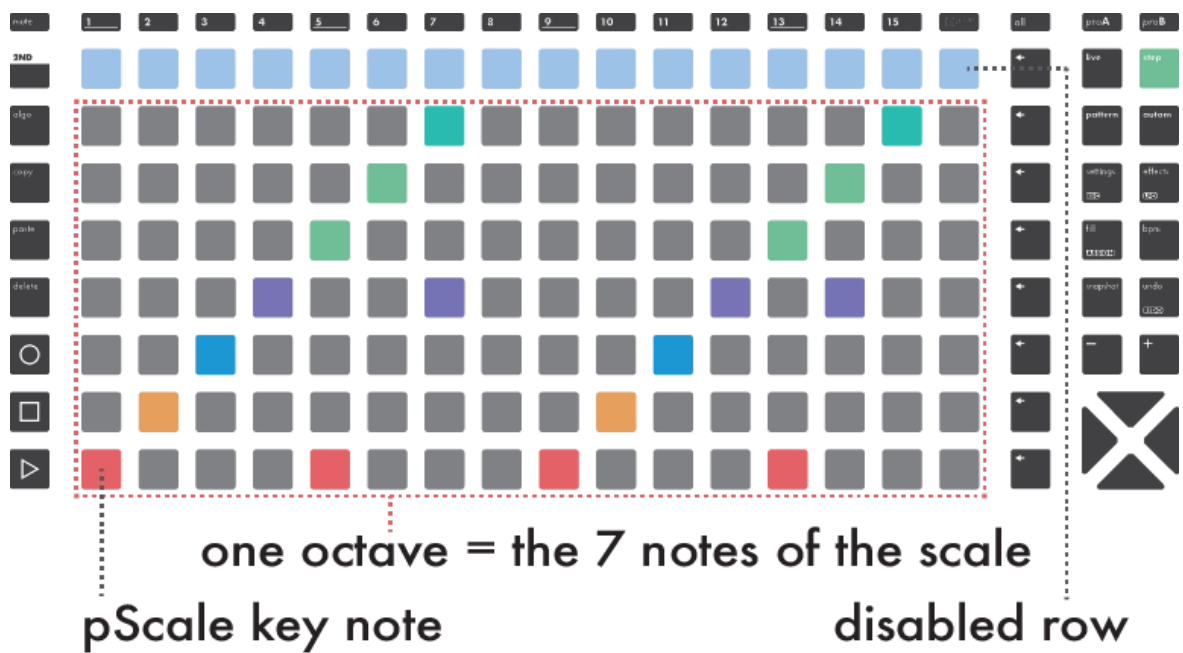 mute 1 2 3 4 5 6 7 8 9 10 11 12 13 14 15 all proA proB
2ND live step
algo pattern autom
copy settings effects
paste fill bpm
delete snapshot undo
- +
one octave = the 7 notes of the scale
pScale key note disabled row